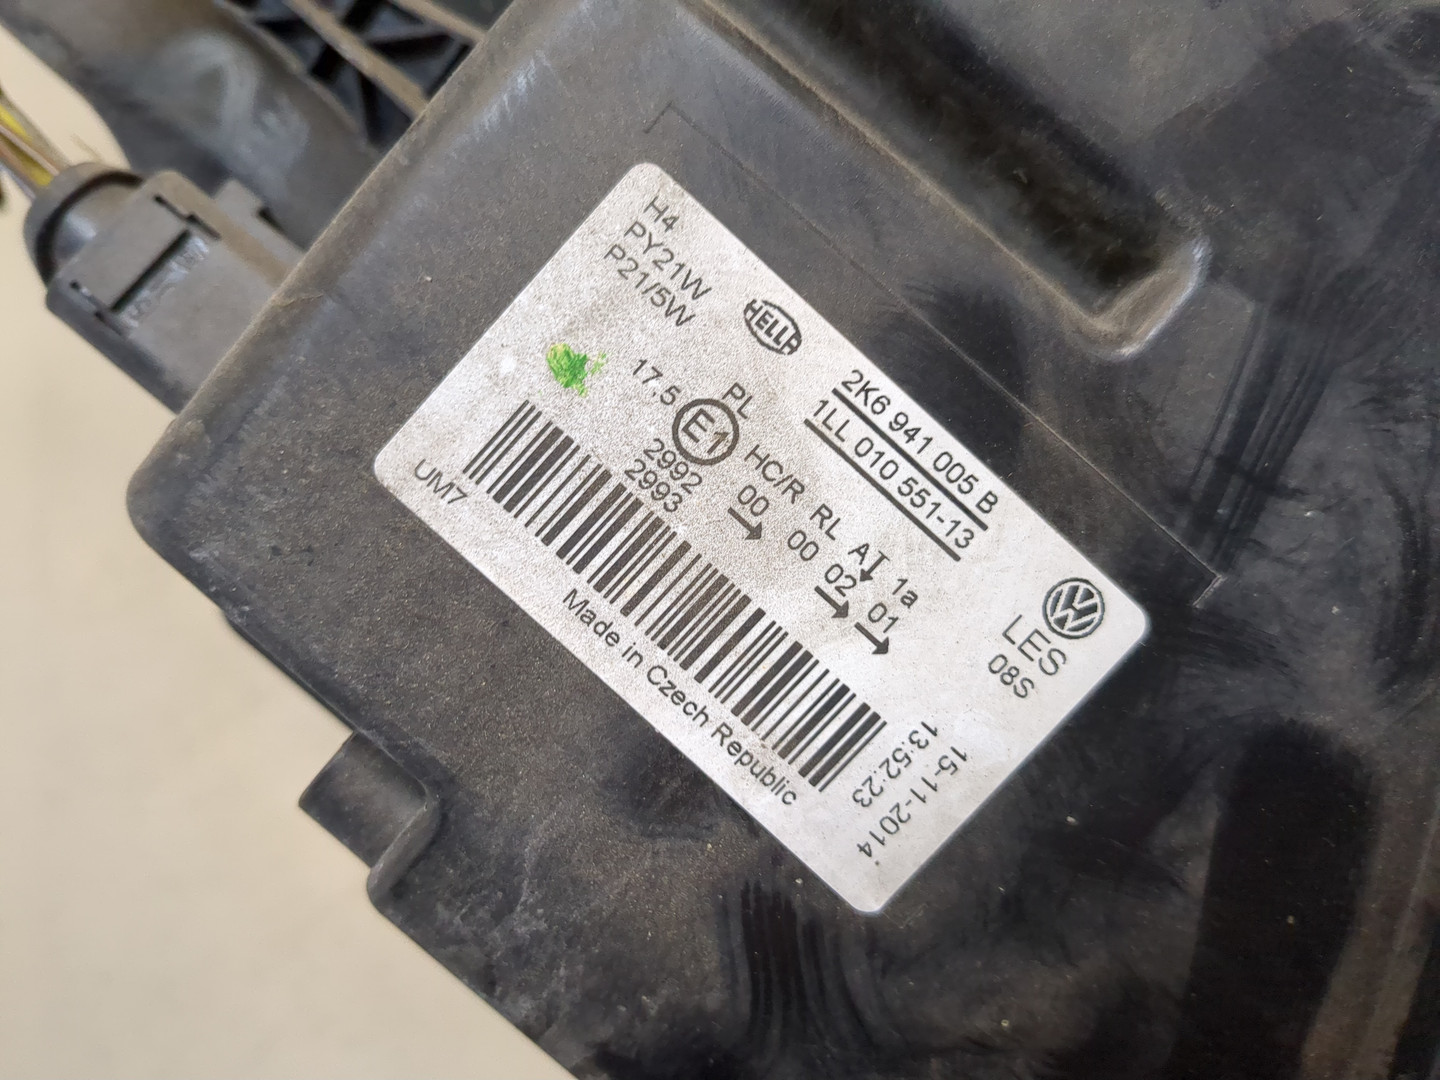 H4
PY21W
P21/5W
HELLA
2K6 941 005 B
1LL 010 551-13
17.5
PL
E1
HC/R RL A 1a
2992
2993
00 00 02 01
UM7
Made in Czech Republic
LES
08S
15-11-2014
13:52:23